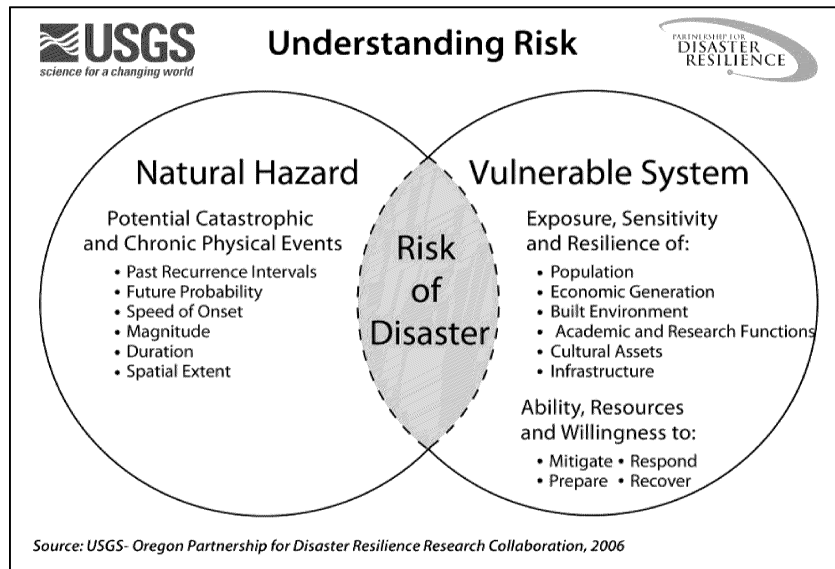 USGS
science for a changing world
Understanding Risk
PARTNERSHIP FOR
DISASTER
RESILIENCE
Natural Hazard
Potential Catastrophic
and Chronic Physical Events
• Past Recurrence Intervals
• Future Probability
• Speed of Onset
• Magnitude
• Duration
• Spatial Extent
Risk
of
Disaster
Vulnerable System
Exposure, Sensitivity
and Resilience of:
• Population
• Economic Generation
• Built Environment
• Academic and Research Functions
• Cultural Assets
• Infrastructure
Ability, Resources
and Willingness to:
• Mitigate • Respond
• Prepare • Recover
Source: USGS- Oregon Partnership for Disaster Resilience Research Collaboration, 2006